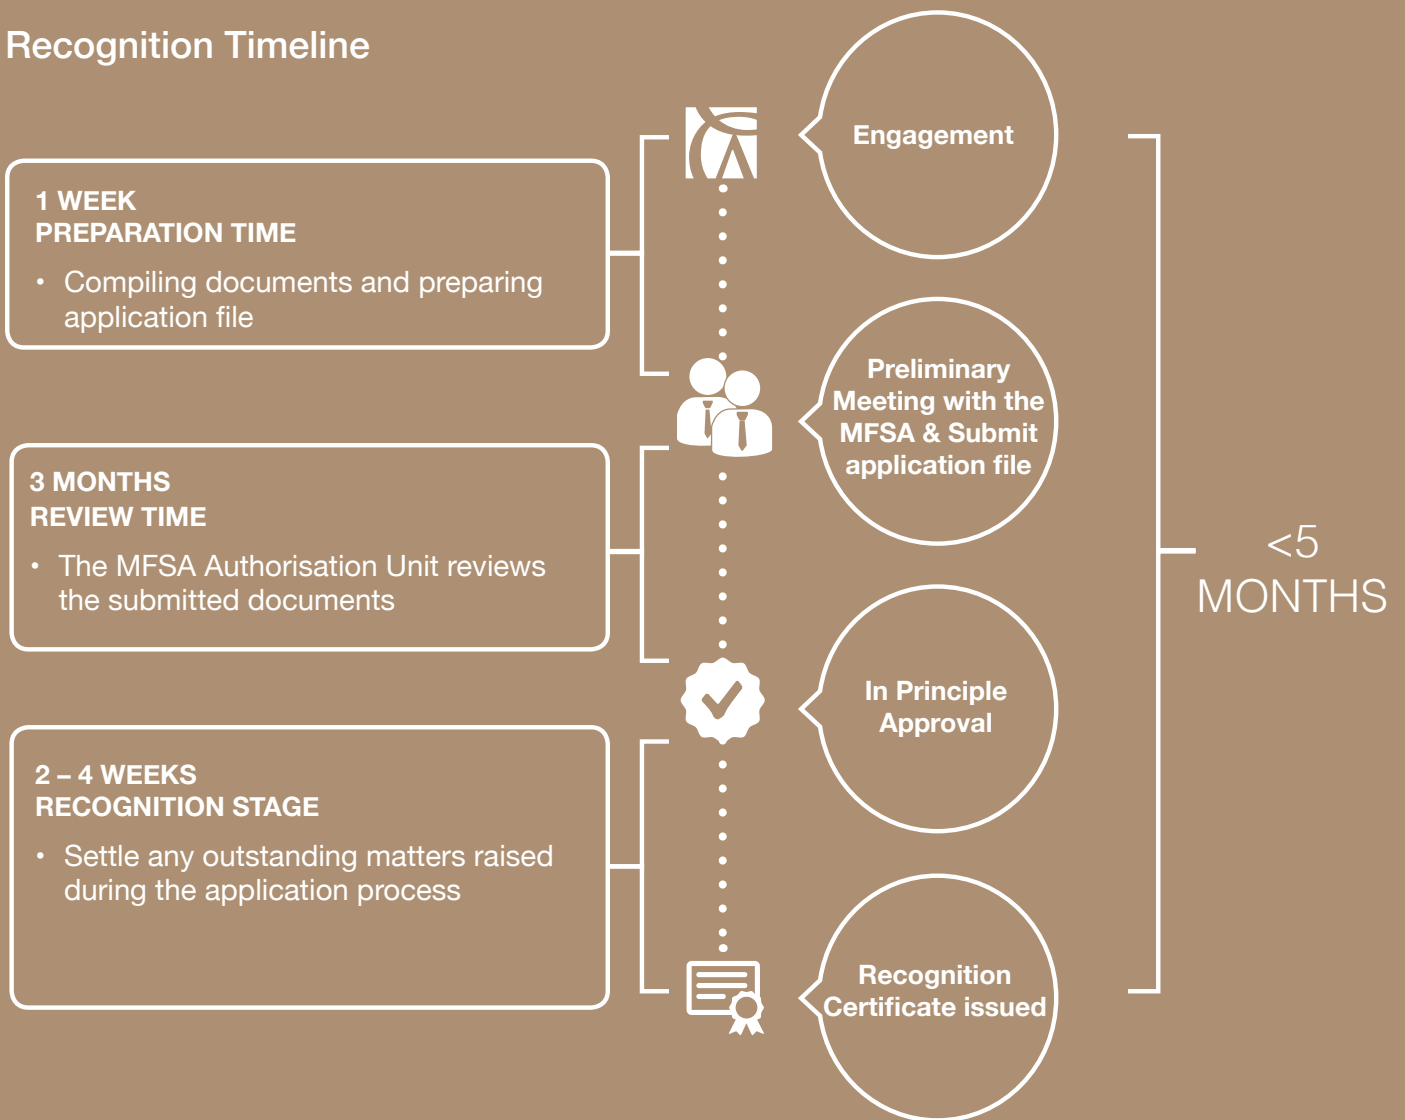 Recognition Timeline
Engagement
1 WEEK
PREPARATION TIME
• Compiling documents and preparing
application file
Preliminary
Meeting with the
MFSA & Submit
application file
3 MONTHS
REVIEW TIME
• The MFSA Authorisation Unit reviews
the submitted documents
<5
MONTHS
In Principle
Approval
2 – 4 WEEKS
RECOGNITION STAGE
• Settle any outstanding matters raised
during the application process
Recognition
Certificate issued